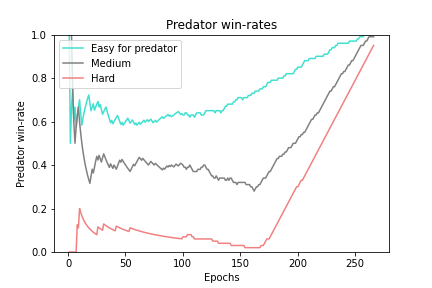 Predator win-rates
Easy for predator
Medium
Hard
Predator win-rate
1.0
0.8
0.6
0.4
0.2
0.0
0
50
100
150
200
250
Epochs